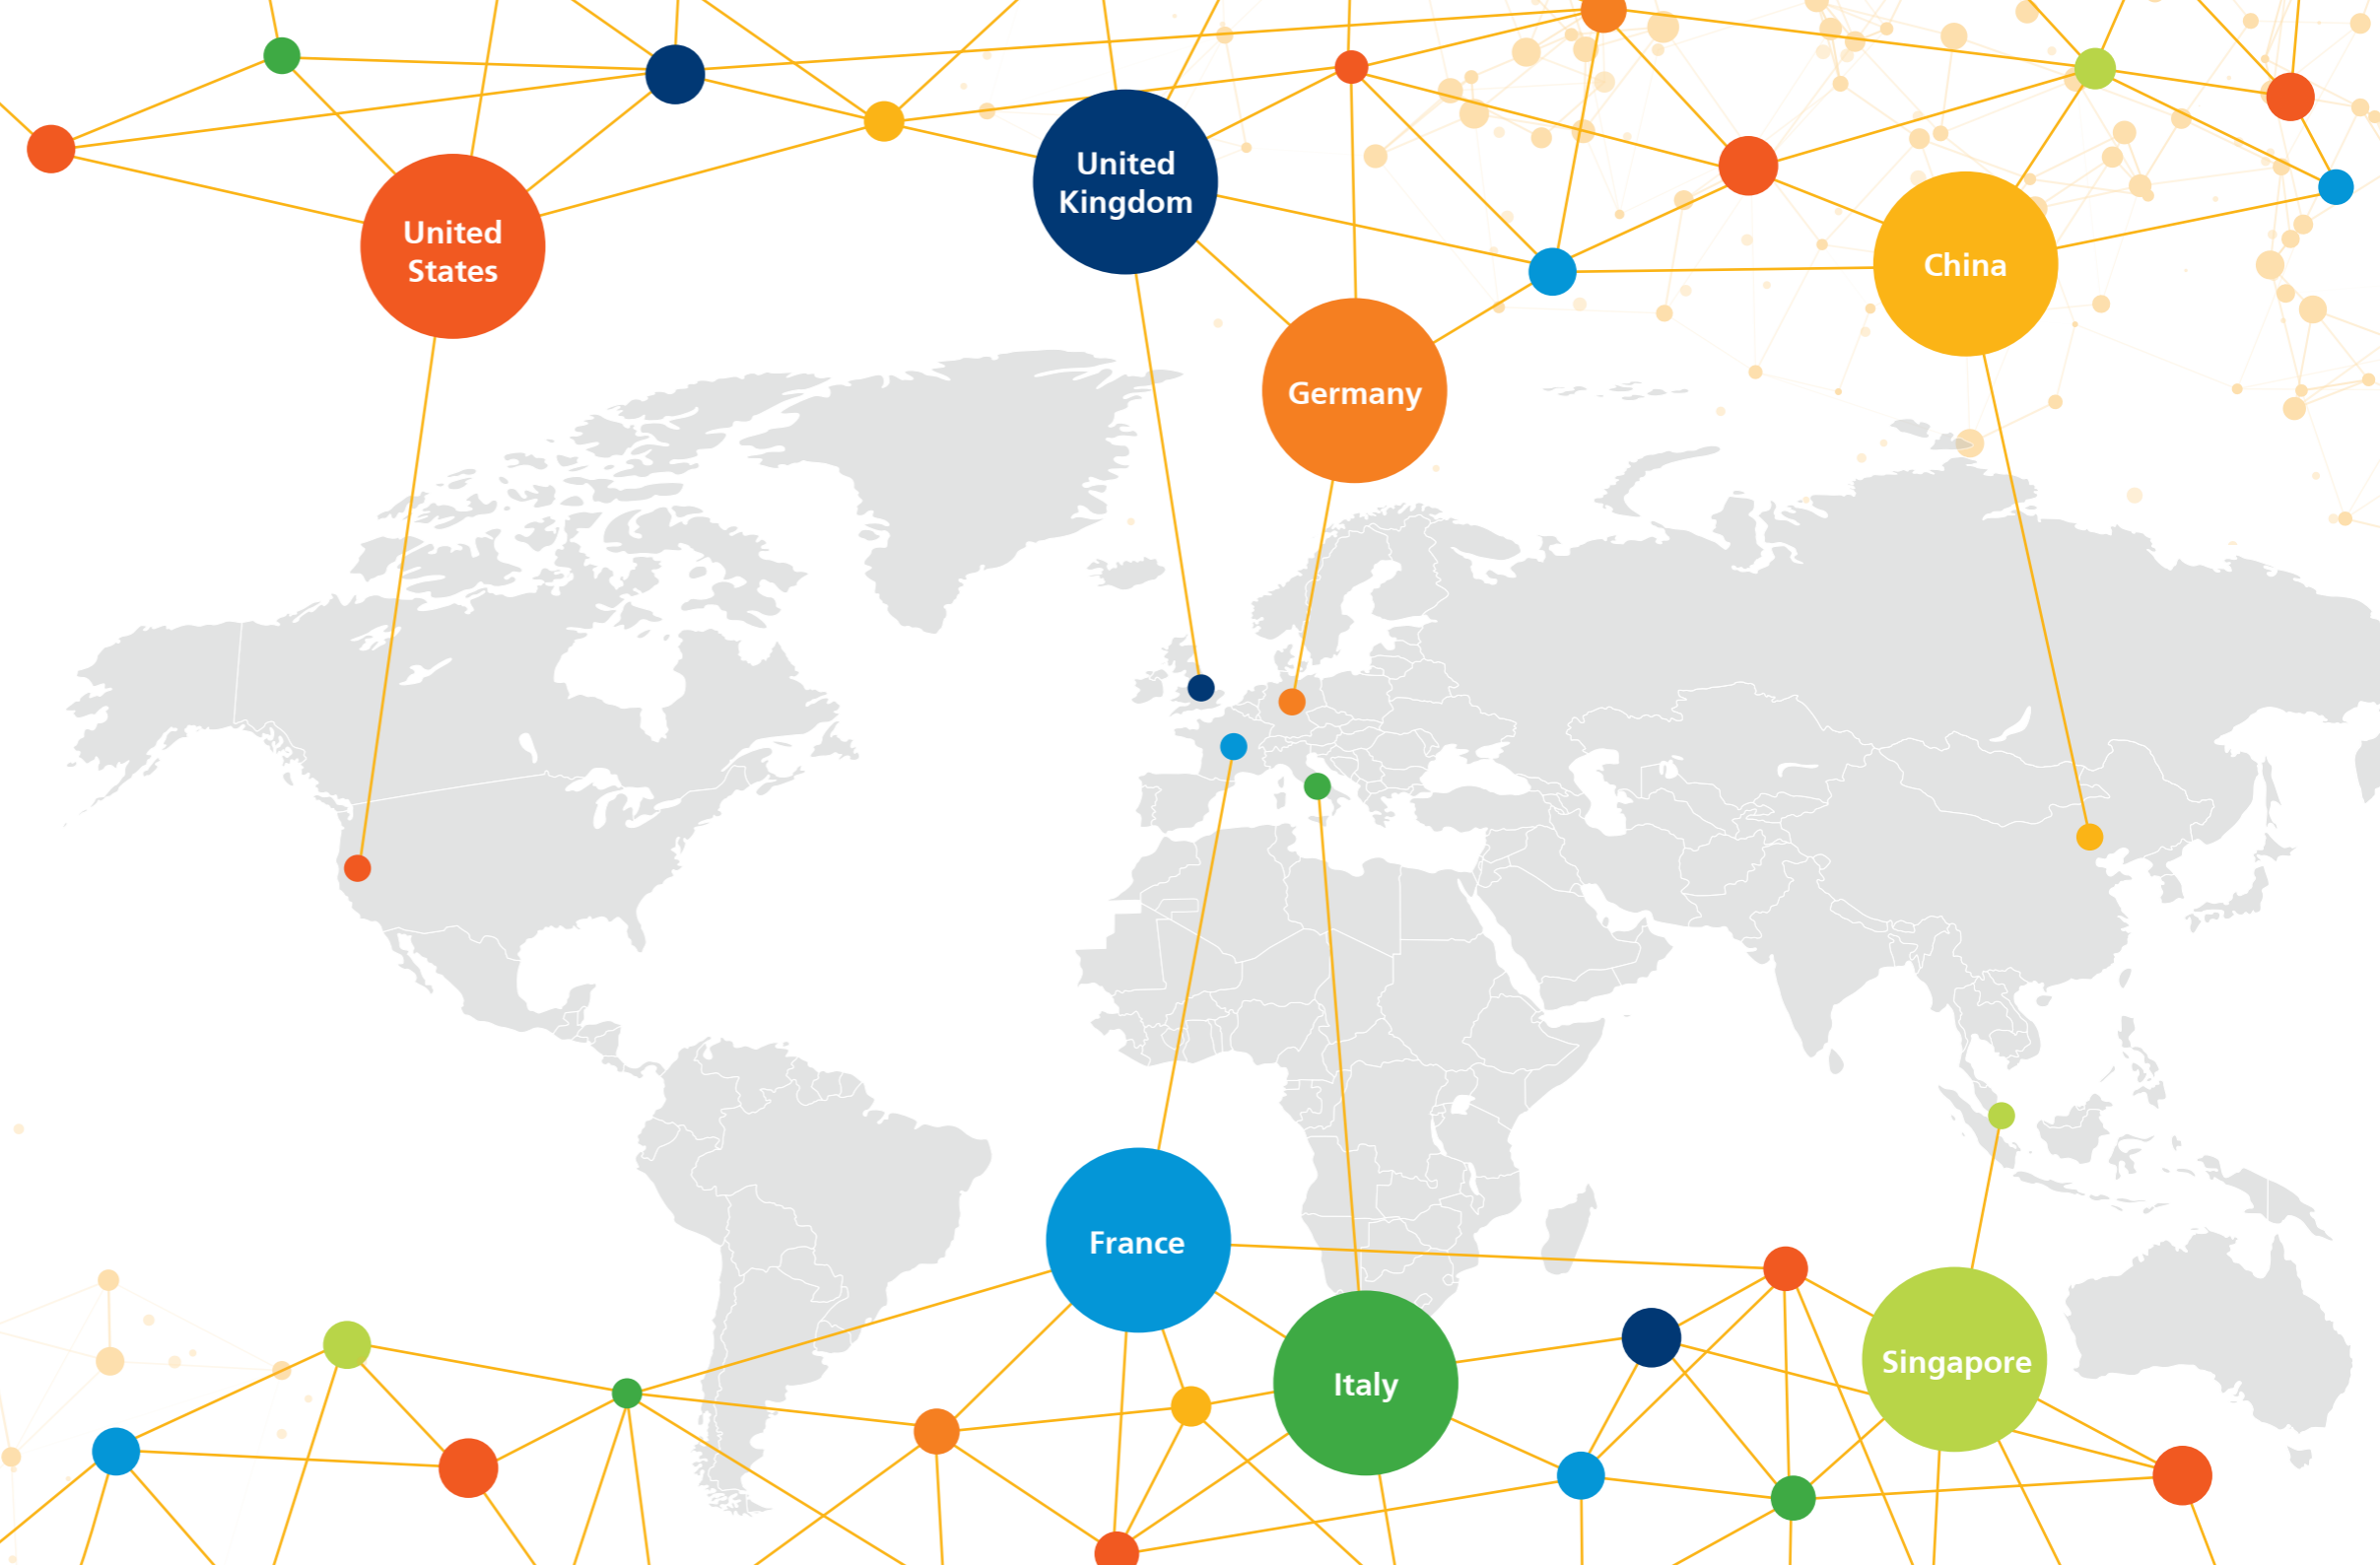 United
States
United
Kingdom
Germany
China
France
Italy
Singapore